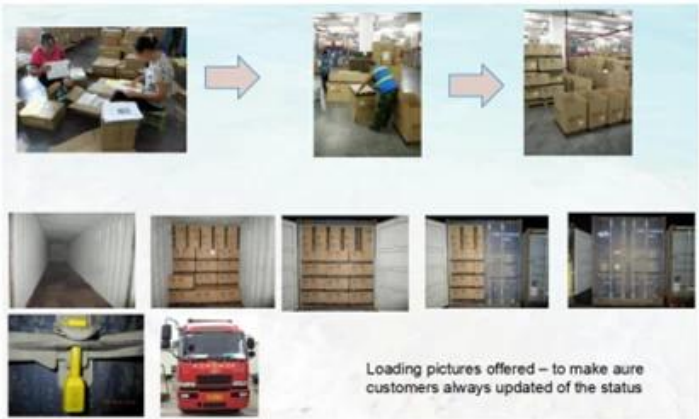 Loading pictures offered – to make aure
customers always updated of the status